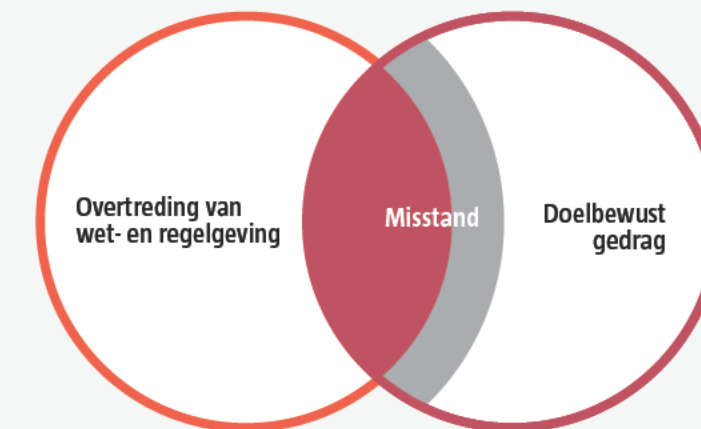 Overtreding van
wet- en regelgeving
Misstand
Doelbewust
gedrag